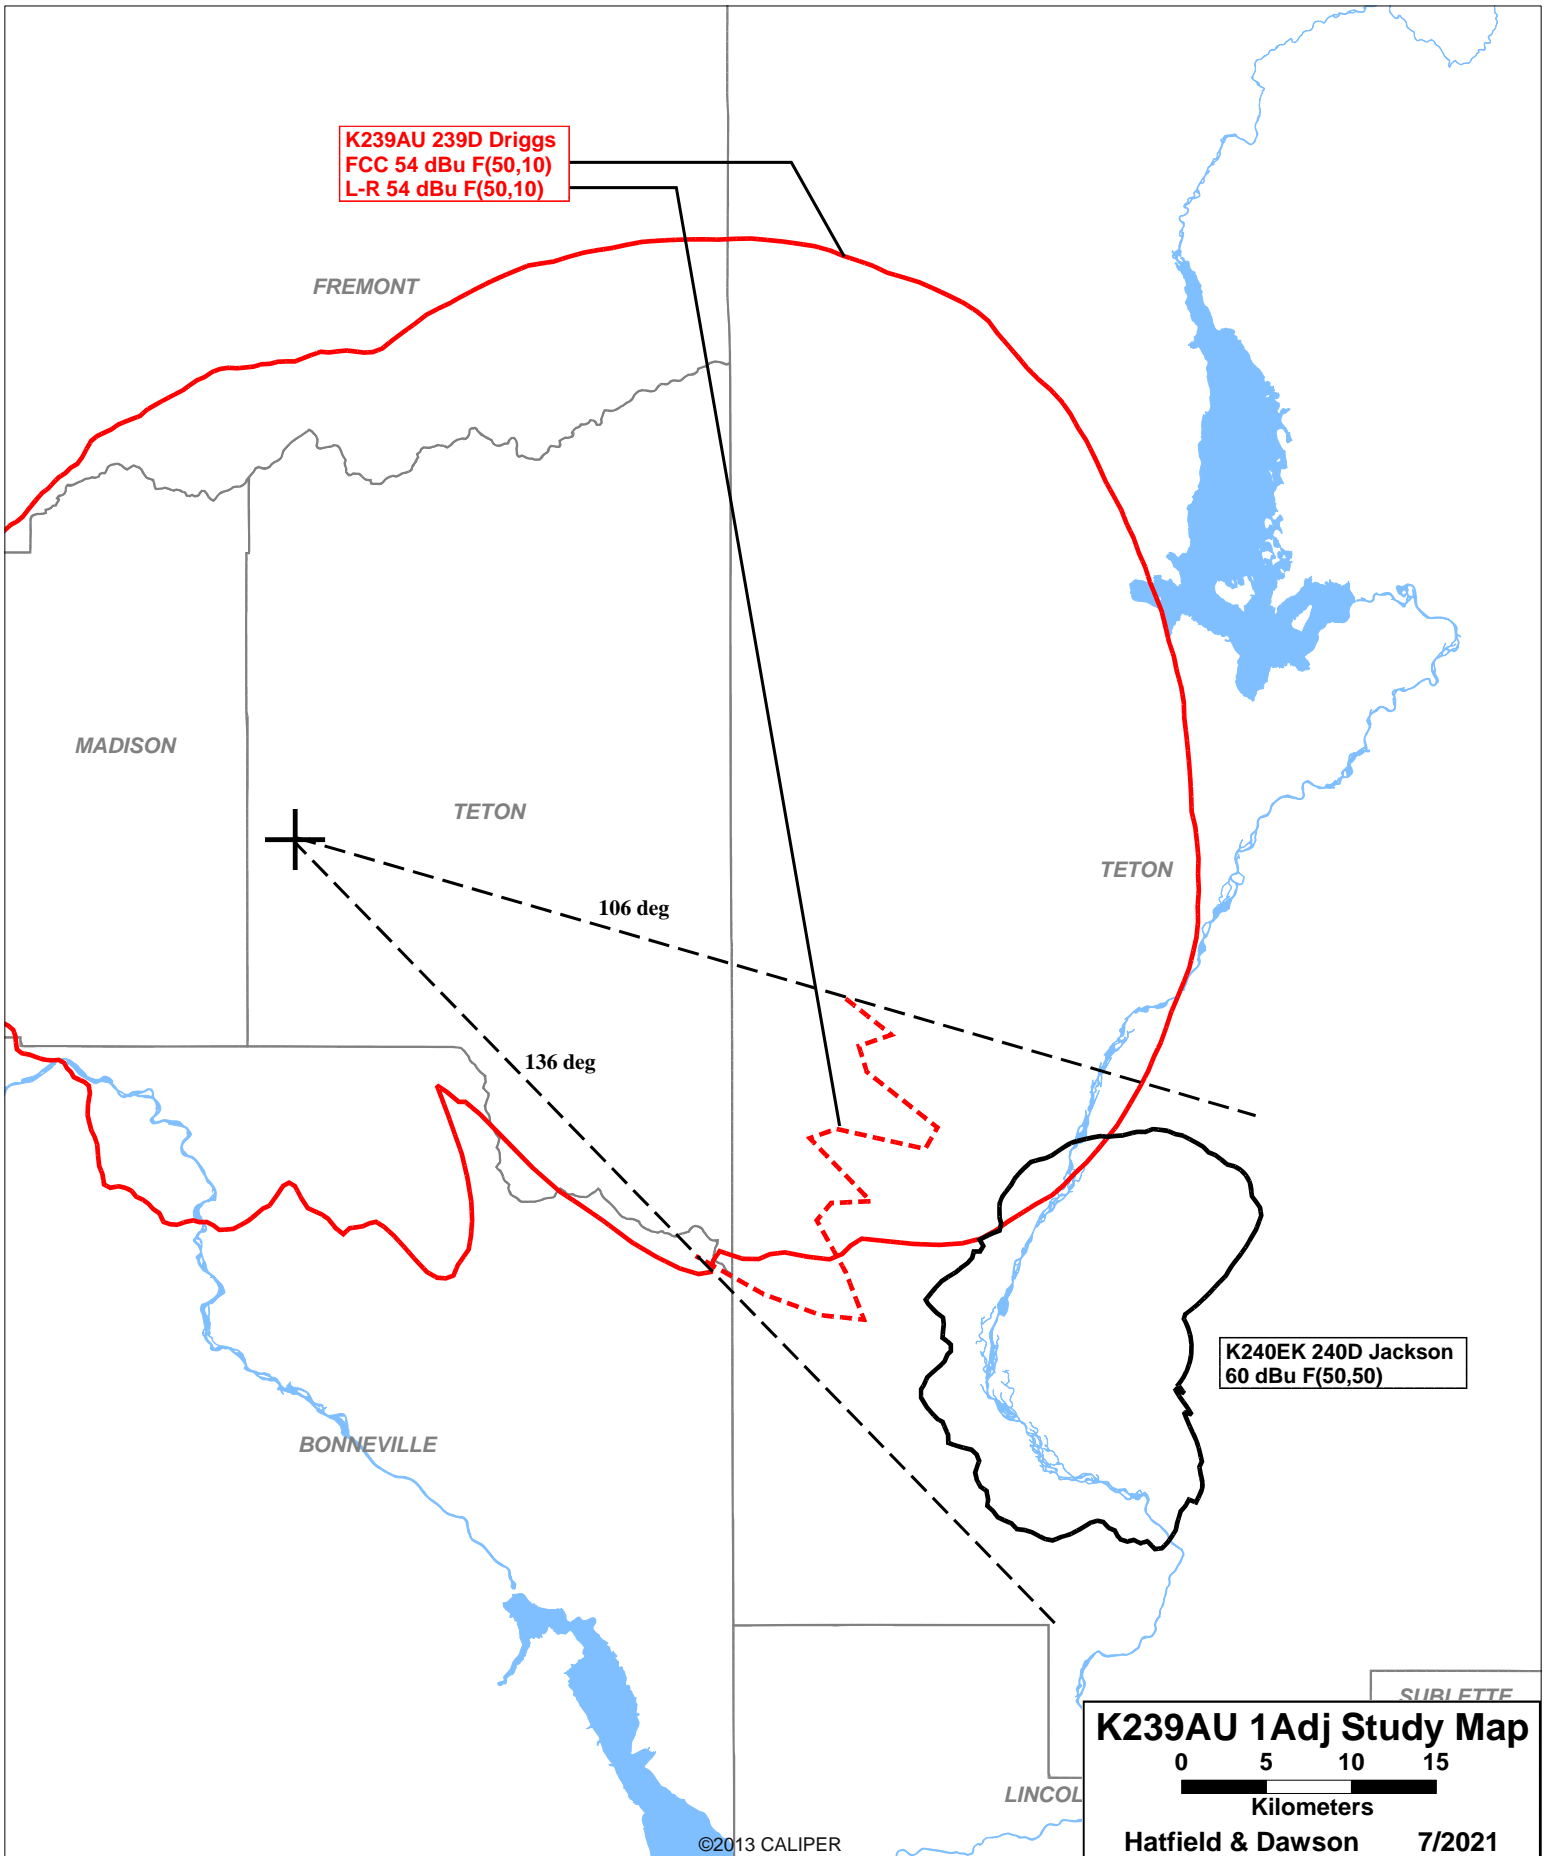 K239AU 239D Driggs
FCC 54 dBu F(50,10)
L-R 54 dBu F(50,10)
FREMONT
MADISON
TETON
TETON
106 deg
136 deg
K240EK 240D Jackson
60 dBu F(50,50)
BONNEVILLE
SUBLETTE
K239AU 1Adj Study Map
0 5 10 15
LINCOL
Kilometers
Hatfield & Dawson 7/2021
©2013 CALIPER